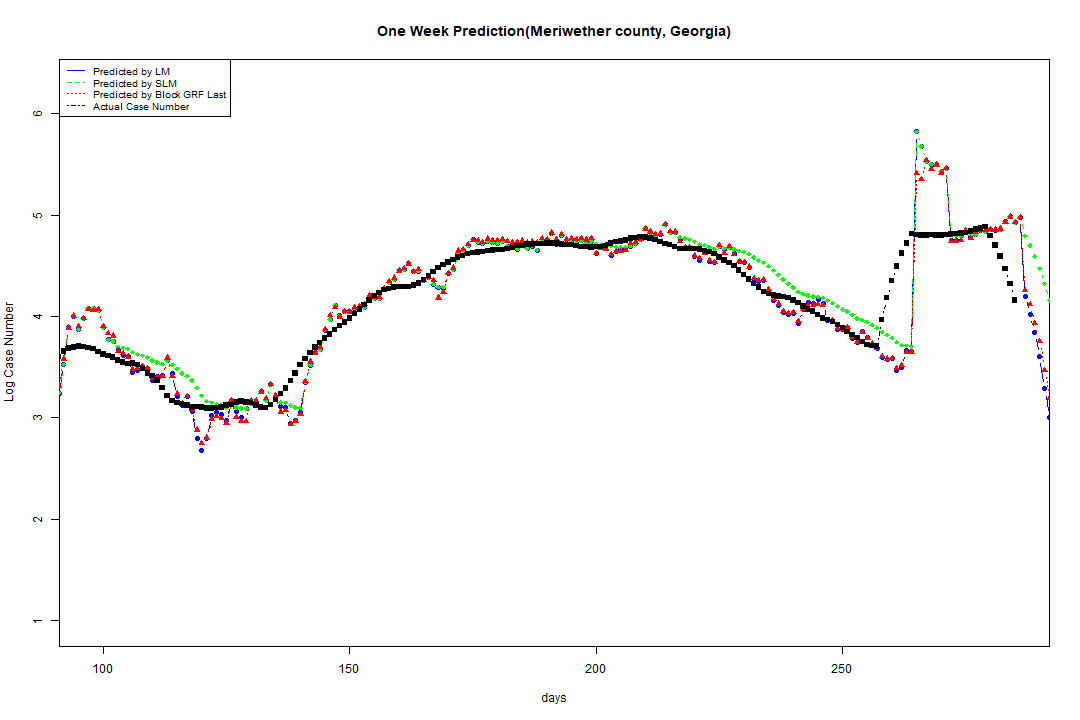 One Week Prediction(Meriwether county, Georgia)
Predicted by LM
Predicted by SLM
Predicted by Block GRF Last
Actual Case Number
6
5
4
3
2
1
Log Case Number
100 150 200 250
days